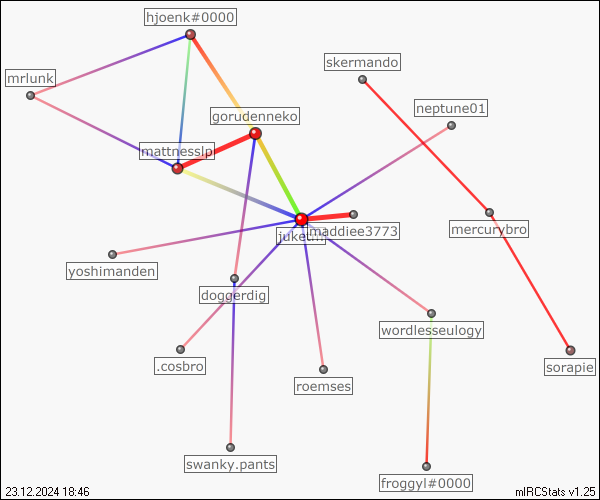 hjoenk#0000
skermando
mrlunk
neptune01
gorudenneko
mattnesslp
mercurybro
maddiee3773
yoshimanden
doggerdig
wordlesseulogy
.cosbro
roemses
sorapie
swanky.pants
froggyl#0000
23.12.2024 18:46
mIRCStats v1.25